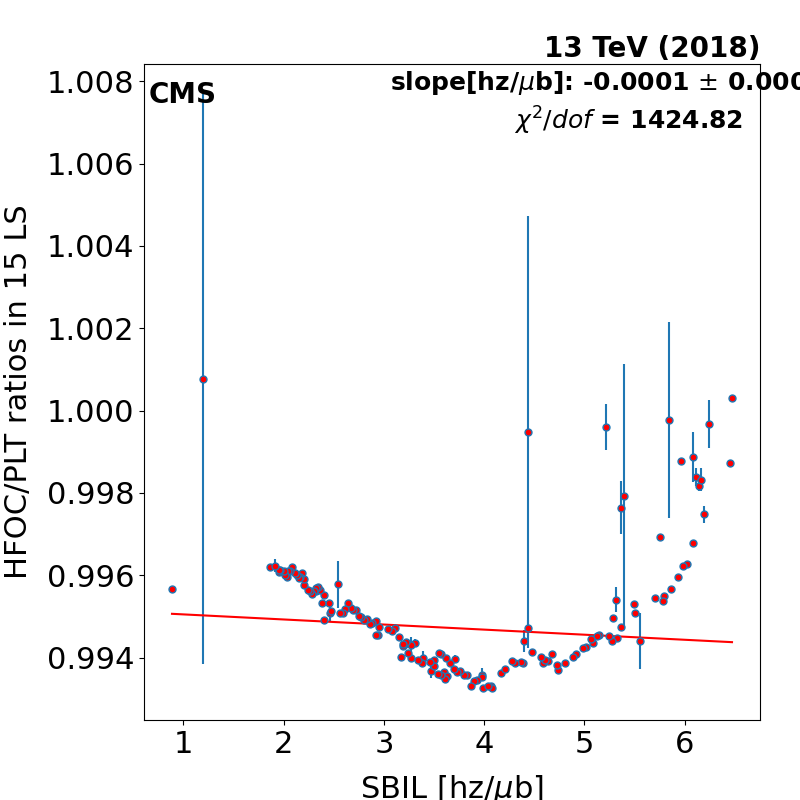 13 TeV (2018)
CMS
slope[hz/μb]: -0.0001 ± 0.000
χ²/dof = 1424.82
HFOC/PLT ratios in 15 LS
1.008
1.006
1.004
1.002
1.000
0.998
0.996
0.994
1 2 3 4 5 6
SBIL [hz/μb]